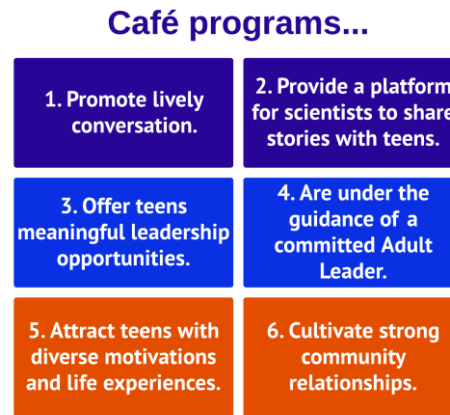 Café programs...
1. Promote lively
conversation.
2. Provide a platform
for scientists to share
stories with teens.
3. Offer teens
meaningful leadership
opportunities.
4. Are under the
guidance of a
committed Adult
Leader.
5. Attract teens with
diverse motivations
and life experiences.
6. Cultivate strong
community
relationships.